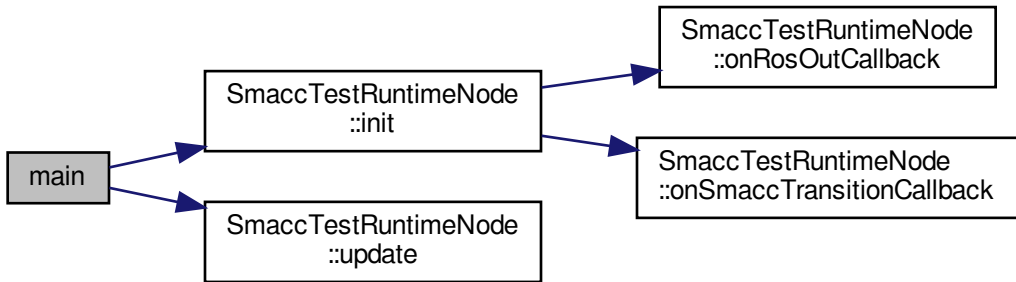 main
SmaccTestRuntimeNode
::init
SmaccTestRuntimeNode
::update
SmaccTestRuntimeNode
::onRosOutCallback
SmaccTestRuntimeNode
::onSmaccTransitionCallback